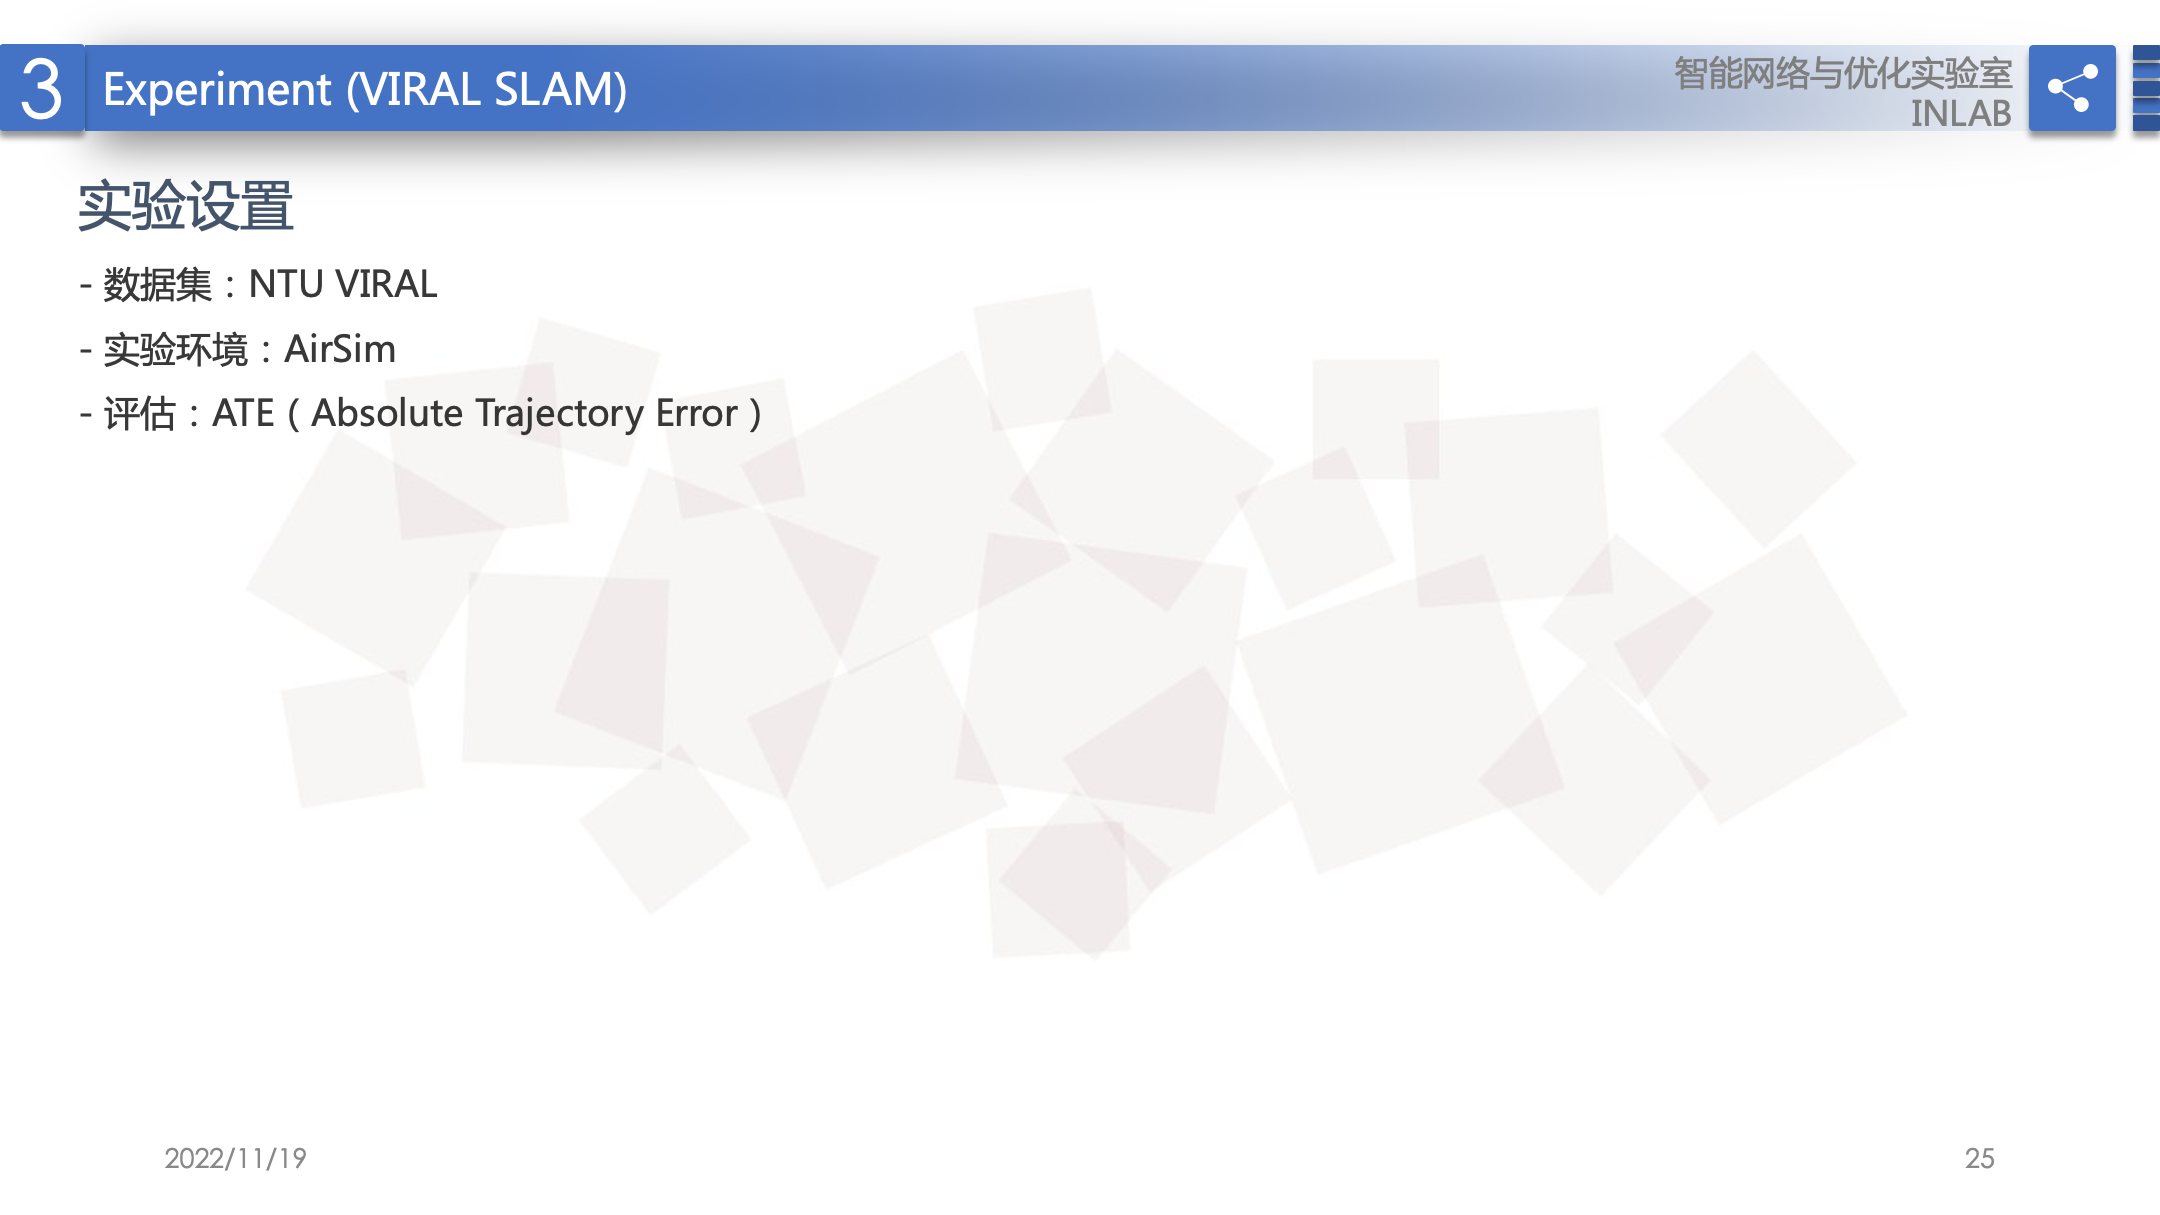 3
Experiment (VIRAL SLAM)
智能网络与优化实验室
INLAB
实验设置
- 数据集：NTU VIRAL
- 实验环境：AirSim
- 评估：ATE（Absolute Trajectory Error）
2022/11/19
25